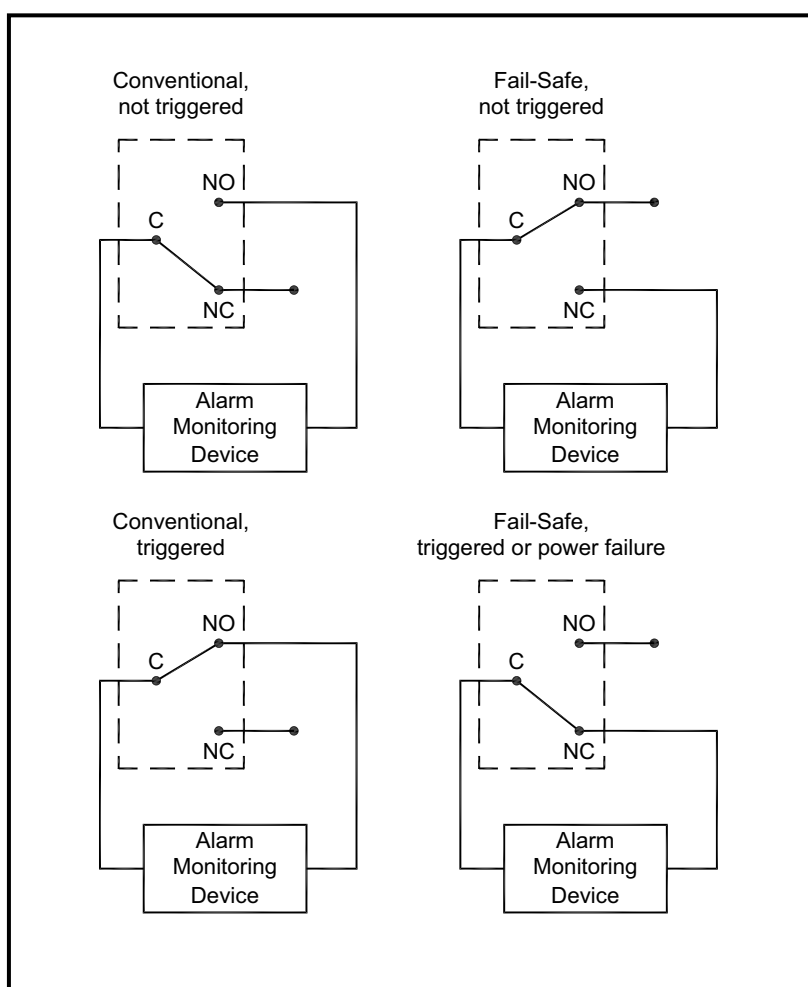 Conventional,
not triggered
NO
C
NC
Alarm
Monitoring
Device
Fail-Safe,
not triggered
NO
C
NC
Alarm
Monitoring
Device
Conventional,
triggered
NO
C
NC
Alarm
Monitoring
Device
Fail-Safe,
triggered or power failure
NO
C
NC
Alarm
Monitoring
Device